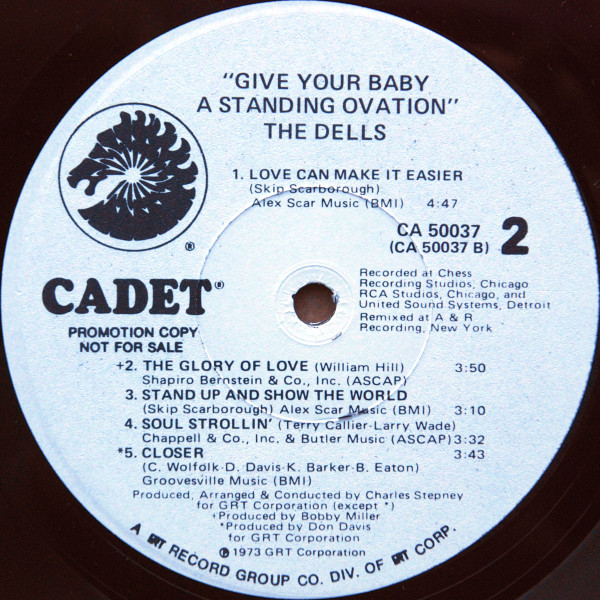 "GIVE YOUR BABY
A STANDING OVATION"
THE DELLS
1. LOVE CAN MAKE IT EASIER
(Skip Scarborough)
Alex Scar Music (BMI) 4:47
CA 50037
(CA 50037 B)
2
®
CADET®
PROMOTION COPY
NOT FOR SALE
Recorded at Chess
Recording Studios, Chicago
RCA Studios, Chicago, and
United Sound Systems, Detroit
Remixed at A & R
Recording, New York
+2. THE GLORY OF LOVE (William Hill) 3:50
Shapiro Bernstein & Co., Inc. (ASCAP)
3. STAND UP AND SHOW THE WORLD
(Skip Scarborough) Alex Scar Music (BMI) 3:10
4. SOUL STROLLIN' (Terry Callier-Larry Wade)
Chappell & Co., Inc. & Butler Music (ASCAP) 3:32
*5. CLOSER 3:43
(C. Wolfolk-D. Davis-K. Barker-B. Eaton)
Groovesville Music (BMI)
Produced, Arranged & Conducted by Charles Stepney
for GRT Corporation (except *)
+Produced by Bobby Miller
*Produced by Don Davis
for GRT Corporation
℗ 1973 GRT Corporation
A GRT RECORD GROUP CO. DIV. OF GRT CORP.